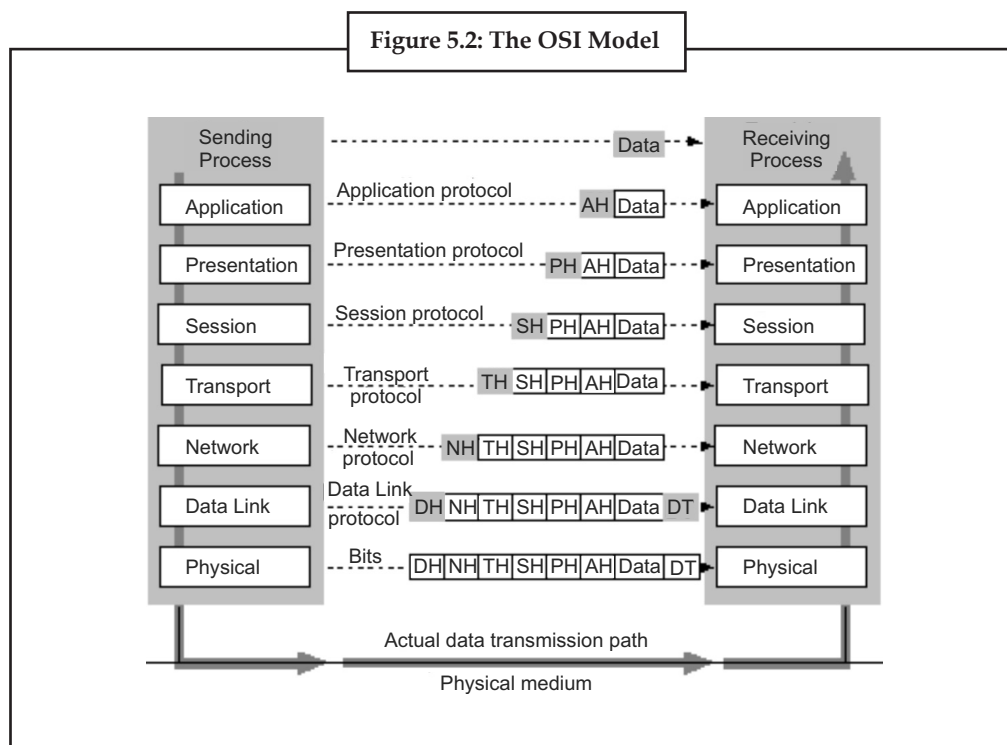 Figure 5.2: The OSI Model
Sending
Process
Data
Receiving
Process
Application
Application protocol
AH Data
Application
Presentation
Presentation protocol
PH AH Data
Presentation
Session
Session protocol
SH PH AH Data
Session
Transport
Transport
protocol
TH SH PH AH Data
Transport
Network
Network
protocol
NH TH SH PH AH Data
Network
Data Link
Data Link
protocol
DH NH TH SH PH AH Data DT
Data Link
Physical
Bits
DH NH TH SH PH AH Data DT
Physical
Actual data transmission path
Physical medium